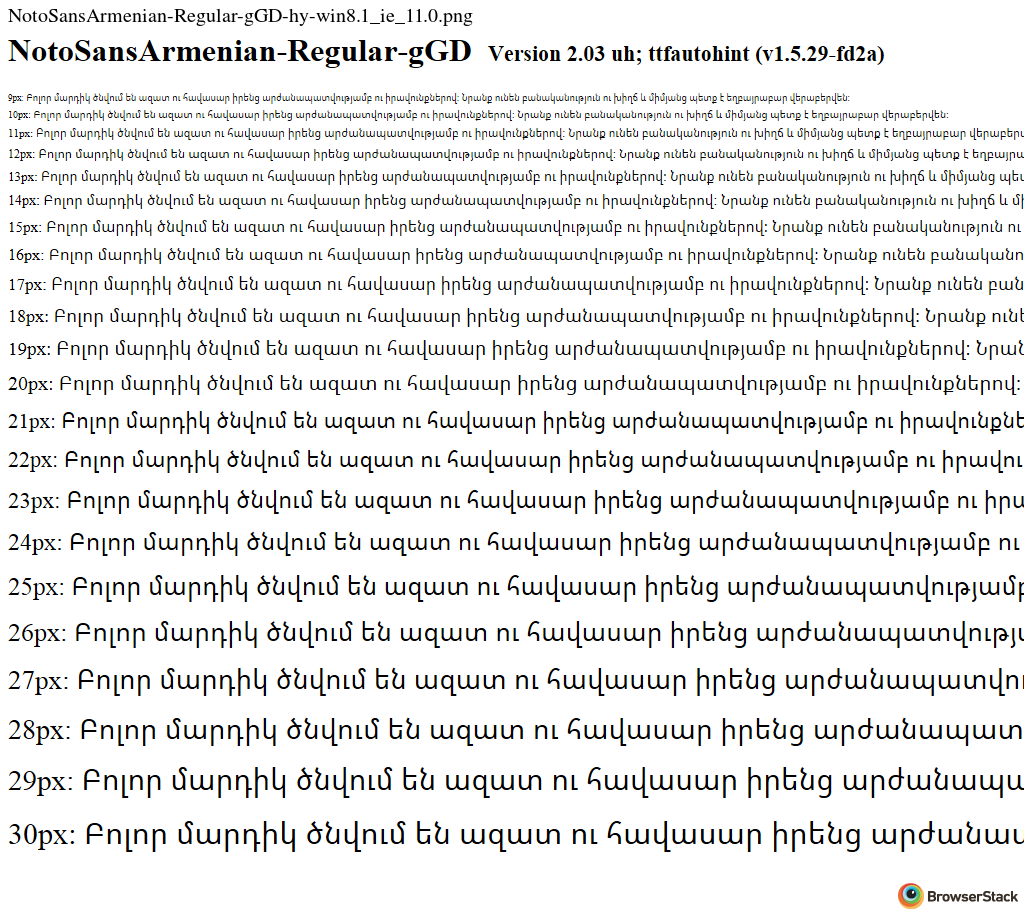 NotoSansArmenian-Regular-gGD-hy-win8.1_ie_11.0.png
NotoSansArmenian-Regular-gGD Version 2.03 uh; ttfautohint (v1.5.29-fd2a)
9px: Բոլոր մարդիկ ծնվում են ազատ ու հավասար իրենց արժանապատվությամբ ու իրավունքներով: Նրանք ունեն բանականություն ու խիղճ և միմյանց պետք է եղբայրաբար վերաբերվեն:
10px: Բոլոր մարդիկ ծնվում են ազատ ու հավասար իրենց արժանապատվությամբ ու իրավունքներով: Նրանք ունեն բանականություն ու խիղճ և միմյանց պետք է եղբայրաբար վերաբերվեն:
11px: Բոլոր մարդիկ ծնվում են ազատ ու հավասար իրենց արժանապատվությամբ ու իրավունքներով: Նրանք ունեն բանականություն ու խիղճ և միմյանց պետք է եղբայրաբար վերաբերվ
12px: Բոլոր մարդիկ ծնվում են ազատ ու հավասար իրենց արժանապատվությամբ ու իրավունքներով: Նրանք ունեն բանականություն ու խիղճ և միմյանց պետք է եղբայրա
13px: Բոլոր մարդիկ ծնվում են ազատ ու հավասար իրենց արժանապատվությամբ ու իրավունքներով: Նրանք ունեն բանականություն ու խիղճ և միմյանց պե
14px: Բոլոր մարդիկ ծնվում են ազատ ու հավասար իրենց արժանապատվությամբ ու իրավունքներով: Նրանք ունեն բանականություն ու խիղճ և մի
15px: Բոլոր մարդիկ ծնվում են ազատ ու հավասար իրենց արժանապատվությամբ ու իրավունքներով: Նրանք ունեն բանականություն ու
16px: Բոլոր մարդիկ ծնվում են ազատ ու հավասար իրենց արժանապատվությամբ ու իրավունքներով: Նրանք ունեն բանականո
17px: Բոլոր մարդիկ ծնվում են ազատ ու հավասար իրենց արժանապատվությամբ ու իրավունքներով: Նրանք ունեն բան
18px: Բոլոր մարդիկ ծնվում են ազատ ու հավասար իրենց արժանապատվությամբ ու իրավունքներով: Նրանք ունե
19px: Բոլոր մարդիկ ծնվում են ազատ ու հավասար իրենց արժանապատվությամբ ու իրավունքներով: Նրան
20px: Բոլոր մարդիկ ծնվում են ազատ ու հավասար իրենց արժանապատվությամբ ու իրավունքներով:
21px: Բոլոր մարդիկ ծնվում են ազատ ու հավասար իրենց արժանապատվությամբ ու իրավունքնե
22px: Բոլոր մարդիկ ծնվում են ազատ ու հավասար իրենց արժանապատվությամբ ու իրավու
23px: Բոլոր մարդիկ ծնվում են ազատ ու հավասար իրենց արժանապատվությամբ ու իրա
24px: Բոլոր մարդիկ ծնվում են ազատ ու հավասար իրենց արժանապատվությամբ ու
25px: Բոլոր մարդիկ ծնվում են ազատ ու հավասար իրենց արժանապատվությամբ
26px: Բոլոր մարդիկ ծնվում են ազատ ու հավասար իրենց արժանապատվությ
27px: Բոլոր մարդիկ ծնվում են ազատ ու հավասար իրենց արժանապատվու
28px: Բոլոր մարդիկ ծնվում են ազատ ու հավասար իրենց արժանապատ
29px: Բոլոր մարդիկ ծնվում են ազատ ու հավասար իրենց արժանապա
30px: Բոլոր մարդիկ ծնվում են ազատ ու հավասար իրենց արժանապ
BrowserStack